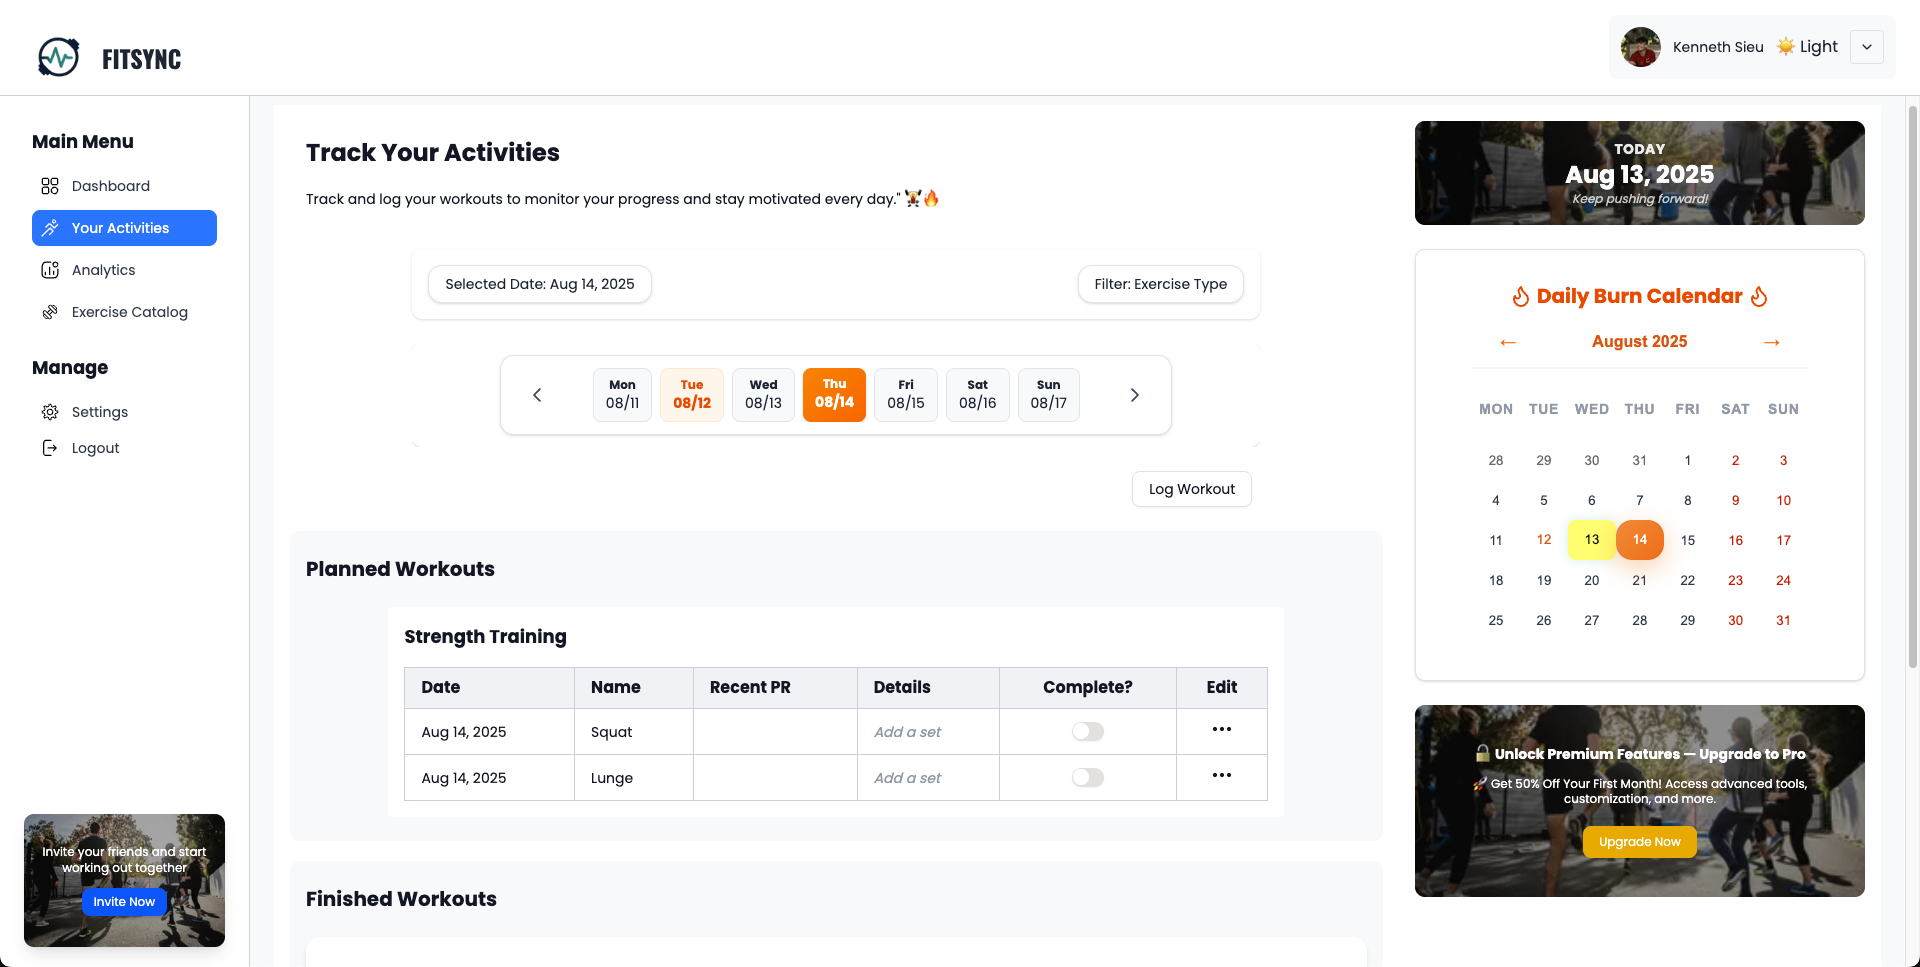 FITSYNC
Kenneth Sieu ☀️ Light
Main Menu
Dashboard
Your Activities
Analytics
Exercise Catalog
Manage
Settings
Logout
Invite your friends and start
working out together
Invite Now
Track Your Activities
Track and log your workouts to monitor your progress and stay motivated every day." 🏋️🔥
Selected Date: Aug 14, 2025
Filter: Exercise Type
Mon Tue Wed Thu Fri Sat Sun
08/11 08/12 08/13 08/14 08/15 08/16 08/17
Log Workout
Planned Workouts
Strength Training
Date Name Recent PR Details Complete? Edit
Aug 14, 2025 Squat Add a set •••
Aug 14, 2025 Lunge Add a set •••
Finished Workouts
TODAY
Aug 13, 2025
Keep pushing forward!
Daily Burn Calendar
← August 2025 →
MON TUE WED THU FRI SAT SUN
28 29 30 31 1 2 3
4 5 6 7 8 9 10
11 12 13 14 15 16 17
18 19 20 21 22 23 24
25 26 27 28 29 30 31
🔓 Unlock Premium Features — Upgrade to Pro
🚀 Get 50% Off Your First Month! Access advanced tools,
customization, and more.
Upgrade Now